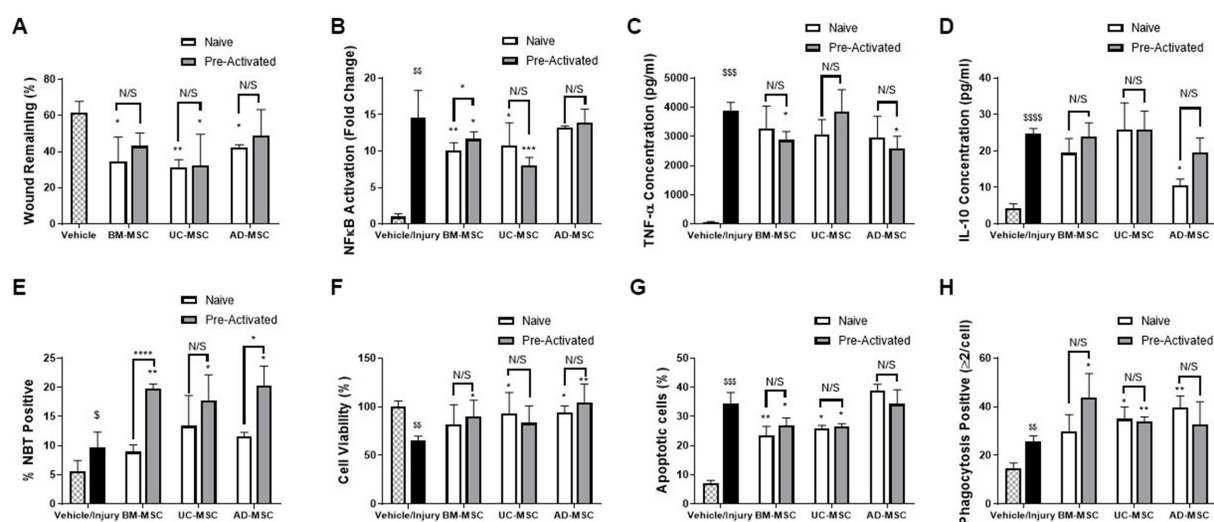 A
Naive
Pre-Activated
Wound Remaining (%)
80
60
40
20
0
N/S
N/S
N/S
*
**
*
*
Vehicle
BM-MSC
UC-MSC
AD-MSC
B
Naive
Pre-Activated
NFκB Activation (Fold Change)
20
15
10
5
0
$$
*
N/S
N/S
**
*
*
***
Vehicle/Injury
BM-MSC
UC-MSC
AD-MSC
C
Naive
Pre-Activated
TNF-α Concentration (pg/ml)
5000
4000
3000
2000
1000
0
$$$
N/S
N/S
N/S
*
*
Vehicle/Injury
BM-MSC
UC-MSC
AD-MSC
D
Naive
Pre-Activated
IL-10 Concentration (pg/ml)
40
30
20
10
0
$$$$
N/S
N/S
N/S
*
Vehicle/Injury
BM-MSC
UC-MSC
AD-MSC
E
Naive
Pre-Activated
% NBT Positive
25
20
15
10
5
0
$
****
**
N/S
*
*
*
Vehicle/Injury
BM-MSC
UC-MSC
AD-MSC
F
Naive
Pre-Activated
Cell Viability (%)
150
100
50
0
$$
N/S
*
N/S
*
N/S
*
**
Vehicle/Injury
BM-MSC
UC-MSC
AD-MSC
G
Naive
Pre-Activated
Apoptotic cells (%)
50
40
30
20
10
0
$$$
N/S
**
*
N/S
*
*
N/S
Vehicle/Injury
BM-MSC
UC-MSC
AD-MSC
H
Naive
Pre-Activated
Phagocytosis Positive (≥2/cell)
60
40
20
0
$$
N/S
*
N/S
*
**
N/S
**
Vehicle/Injury
BM-MSC
UC-MSC
AD-MSC